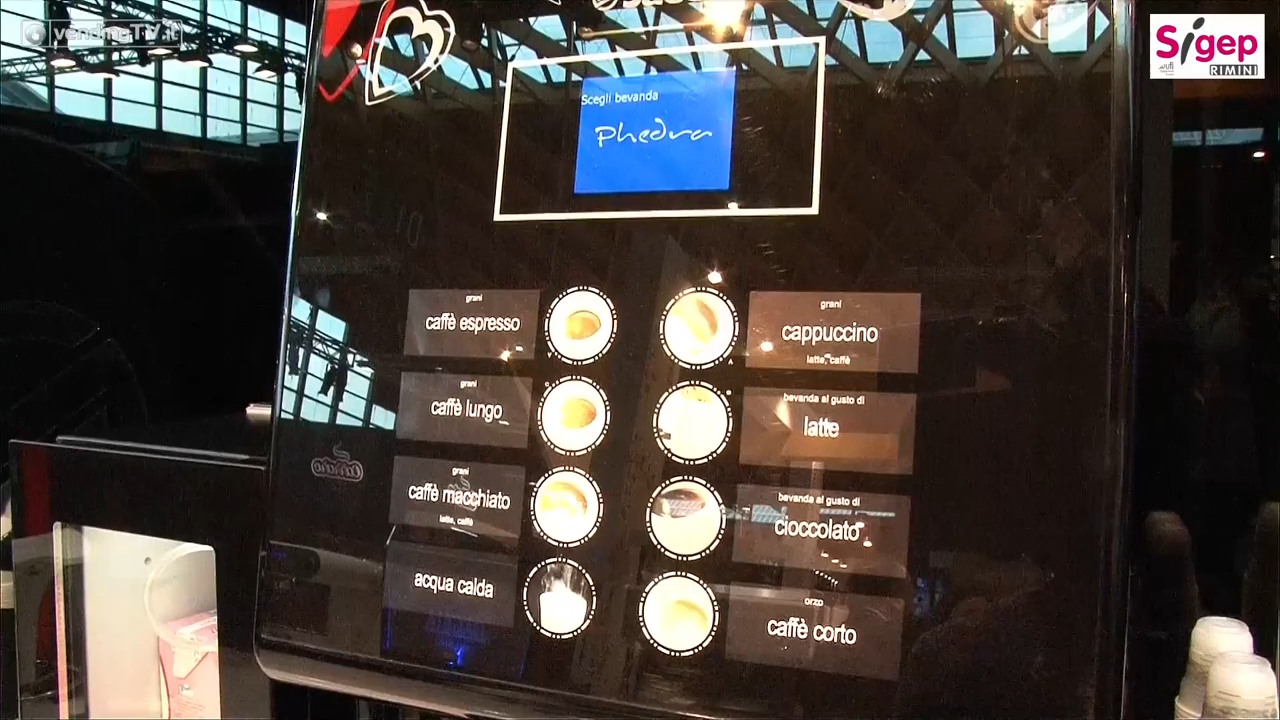 vendingTV.it
Sigep
RIMINI
Scegli bevanda
Phedra
grani
caffè espresso
grani
caffè lungo
grani
caffè macchiato
latte, caffè
acqua calda
grani
cappuccino
latte, caffè
bevanda al gusto di
latte
bevanda al gusto di
cioccolato
orzo
caffè corto